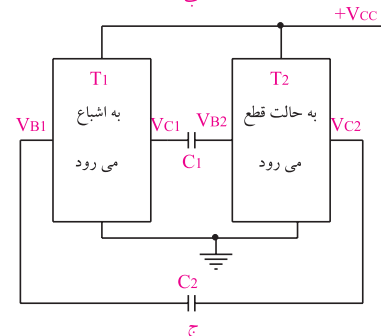 ب
+VCC
T1
به اشباع
می رود
T2
به حالت قطع
می رود
VB1
VC1
VB2
VC2
C1
C2
ج